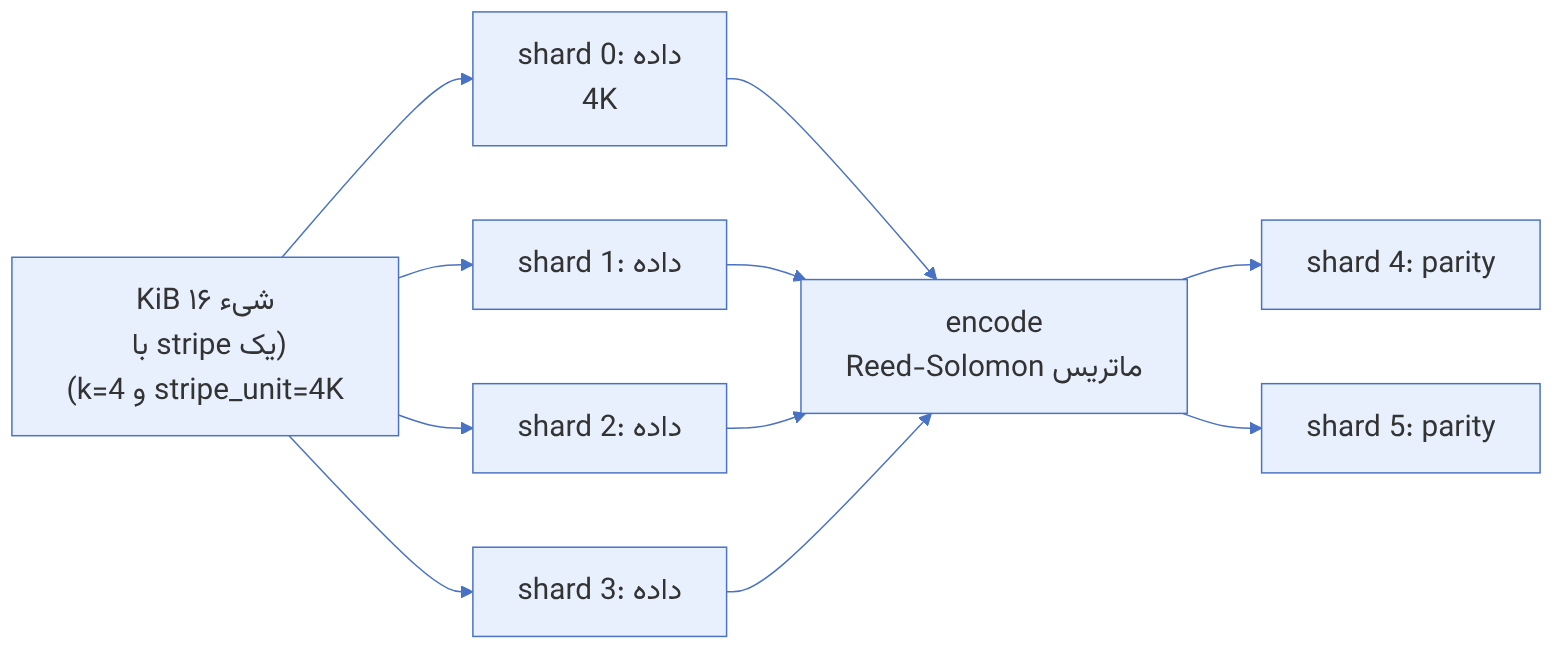 شیء ۱۶ KiB
(یک stripe با
k=4 و stripe_unit=4K)
shard 0: داده
4K
shard 1: داده
shard 2: داده
shard 3: داده
encode
ماتریس Reed-Solomon
shard 4: parity
shard 5: parity